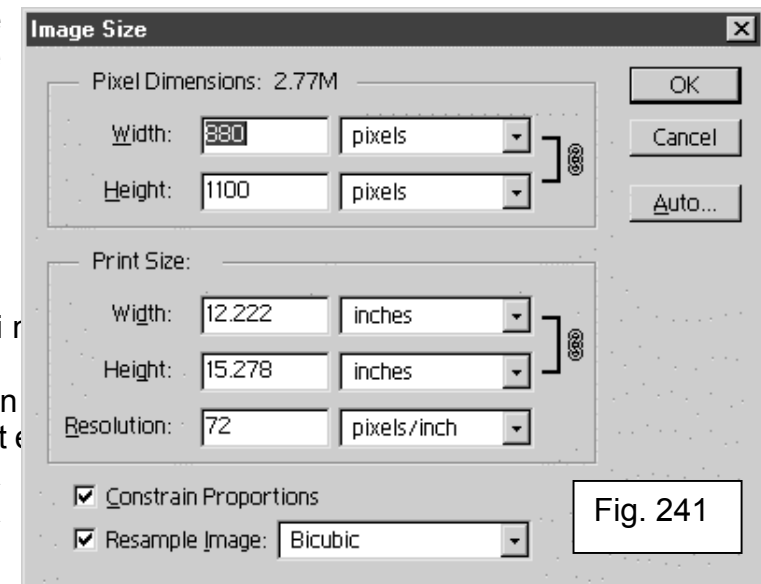 Image Size
Pixel Dimensions: 2.77M
OK
Width: 880 pixels
Cancel
Height: 1100 pixels
Auto...
Print Size:
Width: 12.222 inches
Height: 15.278 inches
Resolution: 72 pixels/inch
Constrain Proportions
Fig. 241
Resample Image: Bicubic